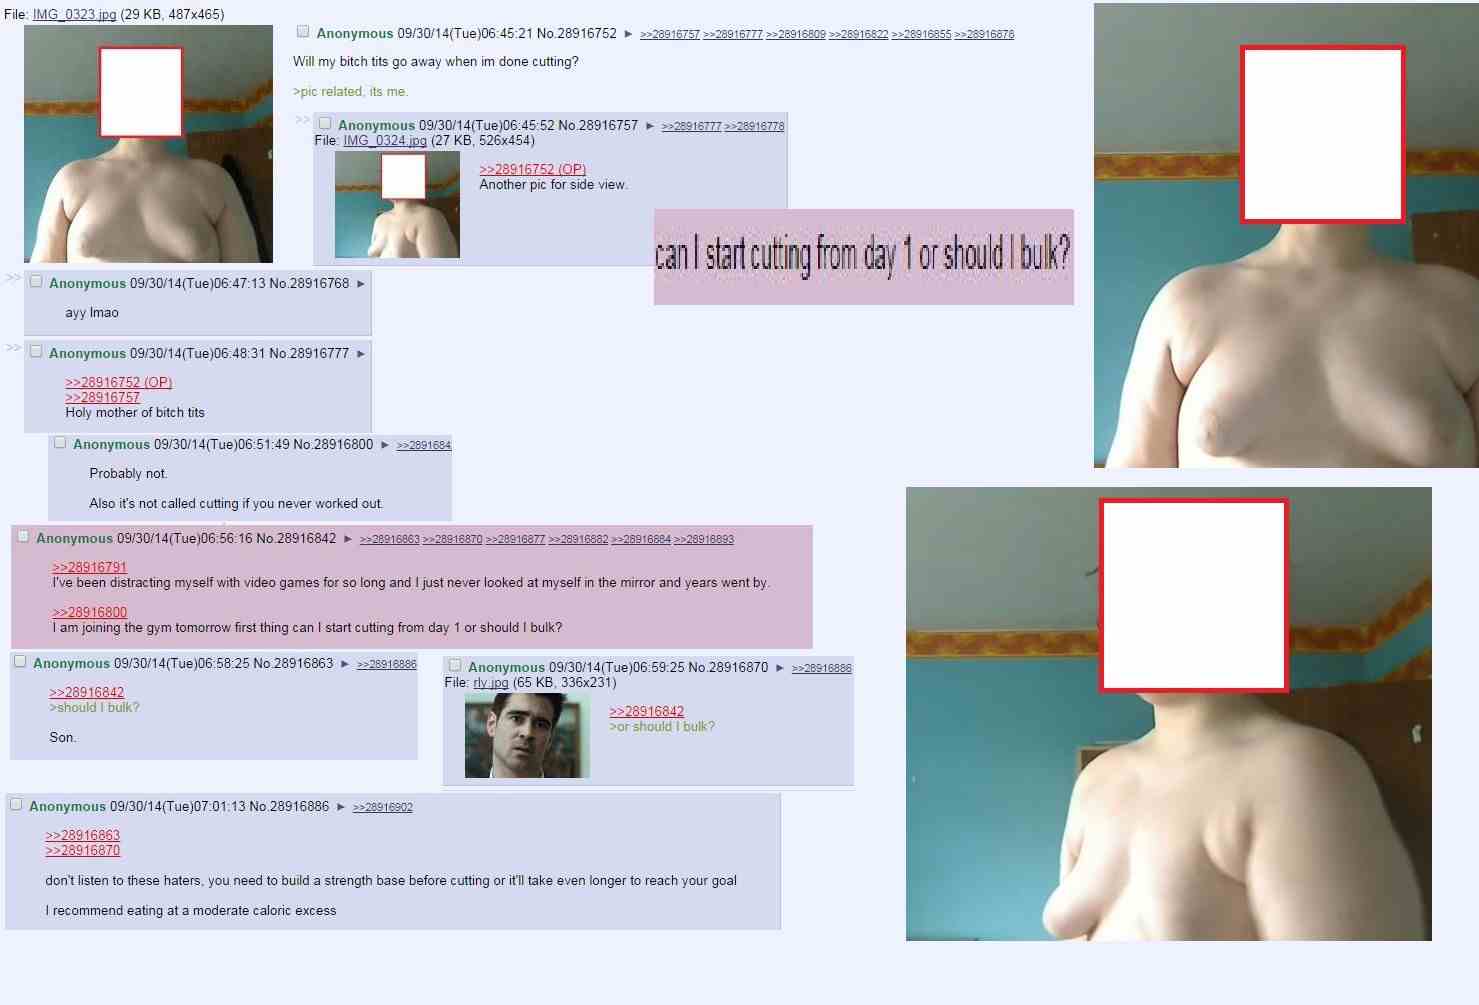 File: IMG_0323.jpg (29 KB, 487x465)
Anonymous 09/30/14(Tue)06:45:21 No.28916752 ► >>28916757 >>28916777 >>28916809 >>28916822 >>28916855 >>28916878
Will my bitch tits go away when im done cutting?
>pic related, its me.
>> Anonymous 09/30/14(Tue)06:45:52 No.28916757 ► >>28916777 >>28916778
File: IMG_0324.jpg (27 KB, 526x454)
>>28916752 (OP)
Another pic for side view.
can I start cutting from day 1 or should I bulk?
>> Anonymous 09/30/14(Tue)06:47:13 No.28916768 ►
ayy lmao
>> Anonymous 09/30/14(Tue)06:48:31 No.28916777 ►
>>28916752 (OP)
>>28916757
Holy mother of bitch tits
Anonymous 09/30/14(Tue)06:51:49 No.28916800 ► >>2891684
Probably not.
Also it's not called cutting if you never worked out.
Anonymous 09/30/14(Tue)06:56:16 No.28916842 ► >>28916863 >>28916870 >>28916877 >>28916882 >>28916884 >>28916893
>>28916791
I've been distracting myself with video games for so long and I just never looked at myself in the mirror and years went by.
>>28916800
I am joining the gym tomorrow first thing can I start cutting from day 1 or should I bulk?
Anonymous 09/30/14(Tue)06:58:25 No.28916863 ► >>28916886
>>28916842
>should I bulk?
Son.
Anonymous 09/30/14(Tue)06:59:25 No.28916870 ► >>28916886
File: rly.jpg (65 KB, 336x231)
>>28916842
>or should I bulk?
Anonymous 09/30/14(Tue)07:01:13 No.28916886 ► >>28916902
>>28916863
>>28916870
don't listen to these haters, you need to build a strength base before cutting or it'll take even longer to reach your goal
I recommend eating at a moderate caloric excess